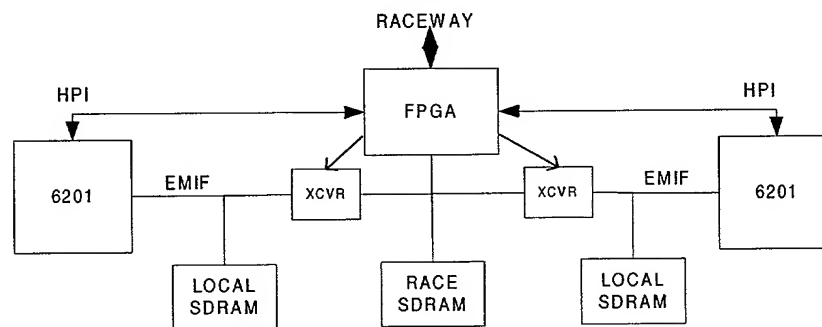 RACEWAY
HPI
FPGA
HPI
6201
EMIF
XCVR
XCVR
EMIF
6201
LOCAL
SDRAM
RACE
SDRAM
LOCAL
SDRAM